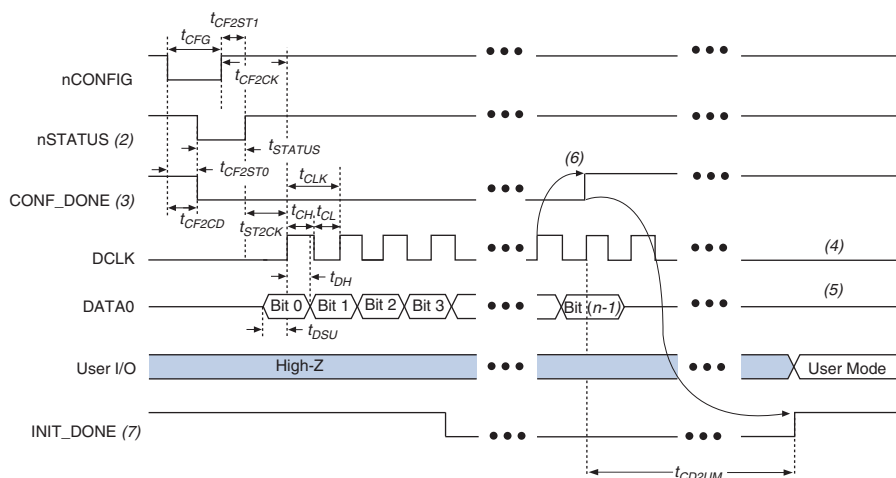 tCF2ST1
tCFG
tCF2CK
nCONFIG
nSTATUS (2)
tSTATUS
tCF2ST0
tCLK
(6)
CONF_DONE (3)
tCF2CD
tCH tCL
tST2CK
DCLK
(4)
tDH
DATA0
Bit 0 Bit 1 Bit 2 Bit 3 Bit (n-1)
(5)
tDSU
User I/O
High-Z
User Mode
INIT_DONE (7)
tCD2UM